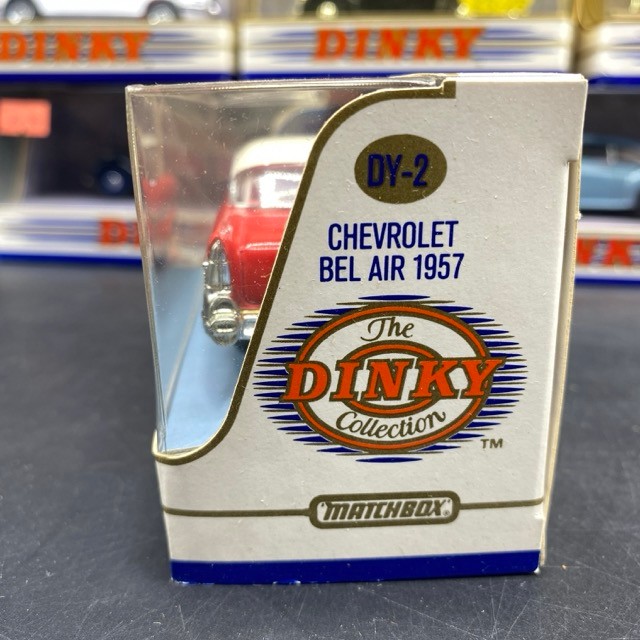 DINKY
DINKY
DY-2
CHEVROLET
BEL AIR 1957
The
DINKY
Collection
TM
MATCHBOX